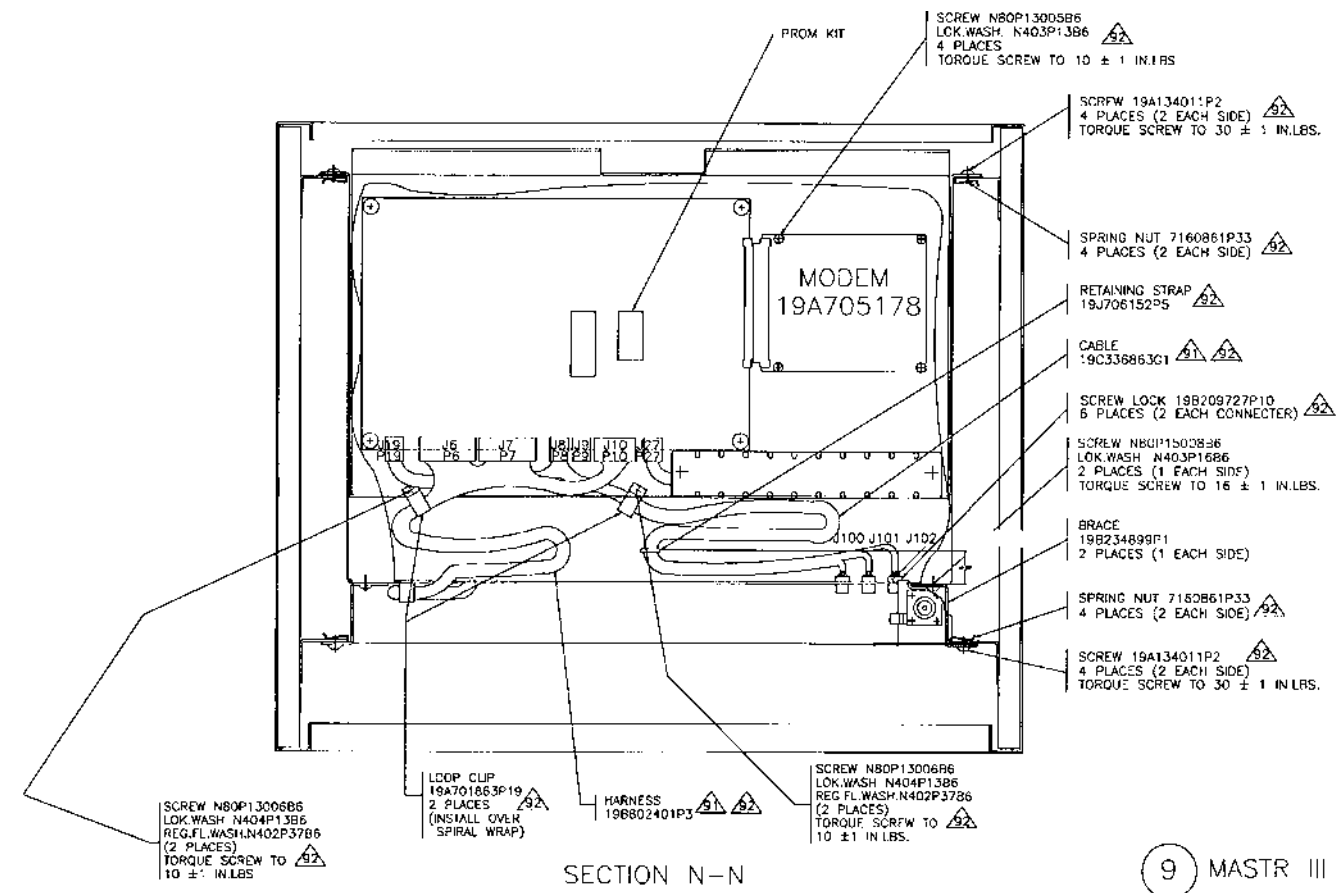 PROM KIT
SCREW N80P13005B6
LOK.WASH. N403P13B6 92
4 PLACES
TORQUE SCREW TO 10 ± 1 IN.LBS
SCREW 19A134011P2 92
4 PLACES (2 EACH SIDE)
TORQUE SCREW TO 30 ± 1 IN.LBS.
SPRING NUT 7160861P33 92
4 PLACES (2 EACH SIDE)
RETAINING STRAP 92
19J706152P5
CABLE
19C336863G1 91 92
SCREW LOCK 19B209727P10 92
6 PLACES (2 EACH CONNECTER)
SCREW N80P15008B6
LOK.WASH N403P16B6
2 PLACES (1 EACH SIDE)
TORQUE SCREW TO 16 ± 1 IN.LBS.
BRACE
19B234899P1
2 PLACES (1 EACH SIDE)
SPRING NUT 7160861P33
4 PLACES (2 EACH SIDE) 92
SCREW 19A134011P2 92
4 PLACES (2 EACH SIDE)
TORQUE SCREW TO 30 ± 1 IN.LBS.
MODEM
19A705178
J19 J6 J7 J8 J9 J10 J27
P19 P6 P7 P8 P9 P10 P27
J100 J101 J102
SCREW N80P13006B6
LOK.WASH N404P13B6
REG.FL.WASH.N402P37B6
(2 PLACES)
TORQUE SCREW TO 92
10 ±1 IN.LBS
LOOP CLIP
19A701863P19
2 PLACES 92
(INSTALL OVER
SPIRAL WRAP)
HARNESS
19B802401P3 91 92
SCREW N80P13006B6
LOK.WASH N404P13B6
REG FL.WASH.N402P37B6
(2 PLACES)
TORQUE SCREW TO 92
10 ±1 IN LBS.
SECTION N-N
9 MASTR III